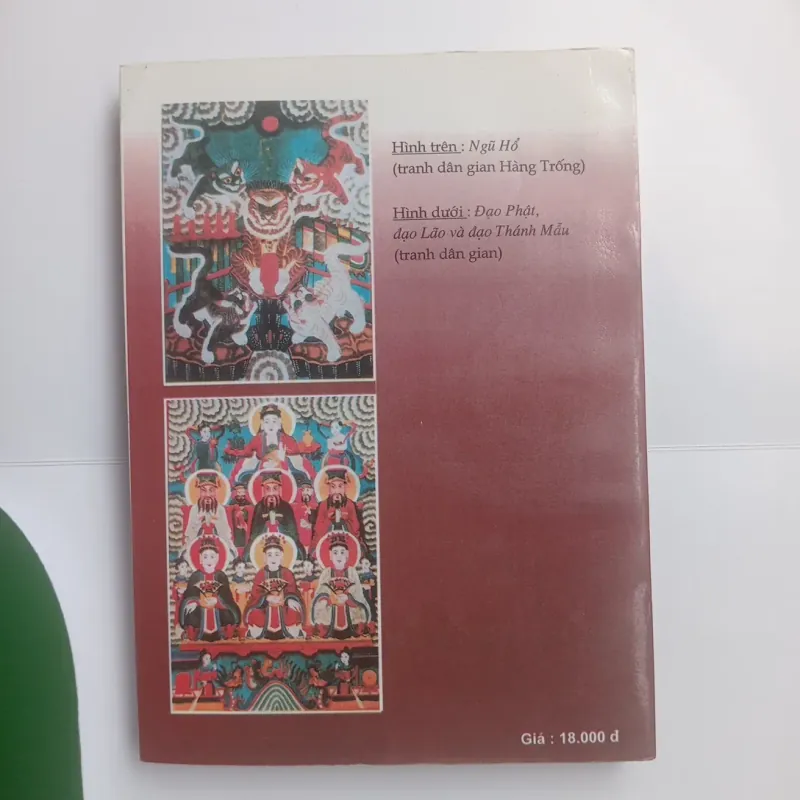 Hình trên : Ngũ Hổ
(tranh dân gian Hàng Trống)
Hình dưới : Đạo Phật,
đạo Lão và đạo Thánh Mẫu
(tranh dân gian)
Giá : 18.000 đ